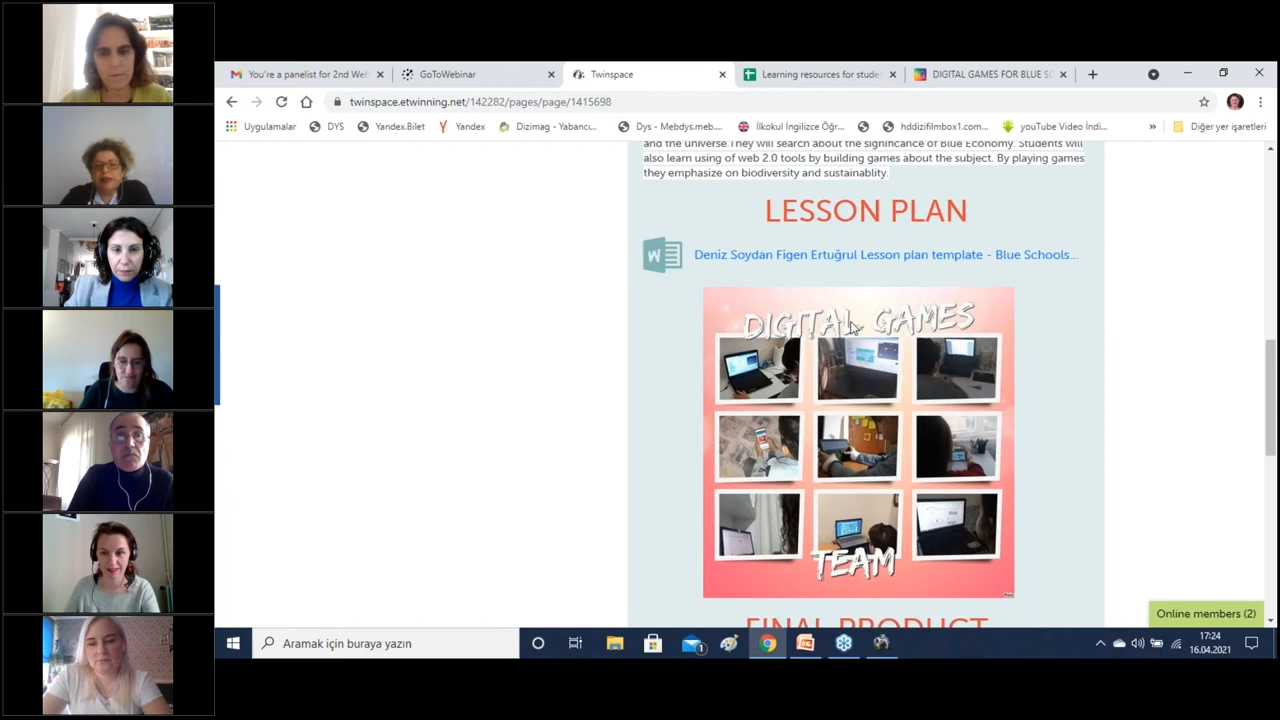 You're a panelist for 2nd Web
GoToWebinar
Twinspace
Learning resources for stude
DIGITAL GAMES FOR BLUE SC
twinspace.etwinning.net/142282/pages/page/1415698
Uygulamalar
DYS
Yandex.Bilet
Yandex
Dizimag - Yabancı...
Dys - Mebdys.meb....
İlkokul İngilizce Öğr...
hddizifilmbox1.com...
youTube Video İndi...
Diğer yer işaretleri
and the universe.They will search about the significance of Blue Economy. Students will
also learn using of web 2.0 tools by building games about the subject. By playing games
they emphasize on biodiversity and sustainablity.
LESSON PLAN
W
Deniz Soydan Figen Ertuğrul Lesson plan template - Blue Schools...
DIGITAL GAMES
TEAM
FINAL PRODUCT
Online members (2)
Aramak için buraya yazın
1
17:24
16.04.2021